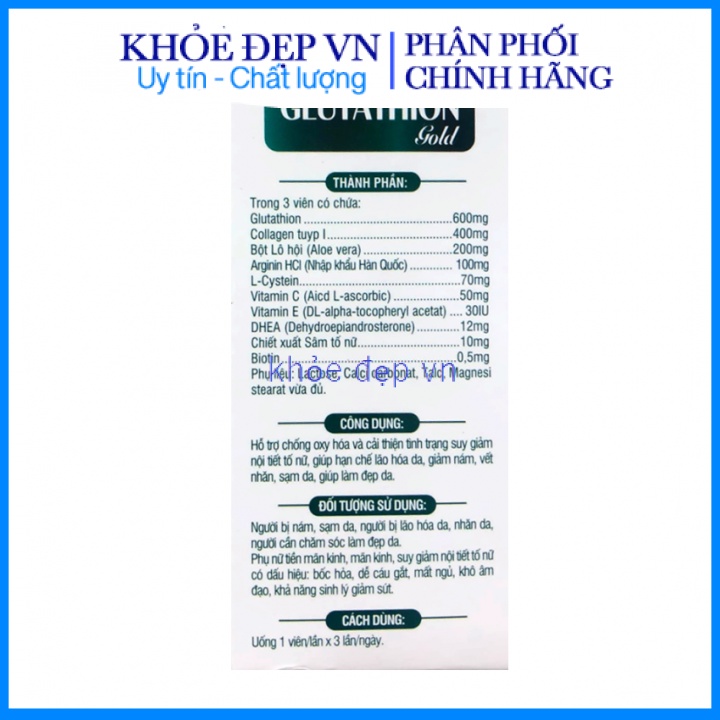 KHỎE ĐẸP VN
Uy tín - Chất lượng
PHÂN PHỐI
CHÍNH HÃNG
GLUTATHION
Gold
THÀNH PHẦN:
Trong 3 viên có chứa:
Glutathion ........................................600mg
Collagen tuyp I ..................................400mg
Bột Lô hội (Aloe vera) ........................200mg
Arginin HCl (Nhập khẩu Hàn Quốc) ........... 100mg
L-Cystein...........................................70mg
Vitamin C (Aicd L-ascorbic) ..................50mg
Vitamin E (DL-alpha-tocopheryl acetat) .... 30IU
DHEA (Dehydroepiandrosterone) .............12mg
Chiết xuất Sâm tố nữ............................10mg
Biotin ...............................................0,5mg
Phụ liệu: Lactose, Calci carbonat, Talc, Magnesi
stearat vừa đủ.
khỏe đẹp vn
CÔNG DỤNG:
Hỗ trợ chống oxy hóa và cải thiện tình trạng suy giảm
nội tiết tố nữ, giúp hạn chế lão hóa da, giảm nám, vết
nhăn, sạm da, giúp làm đẹp da.
ĐỐI TƯỢNG SỬ DỤNG:
Người bị nám, sạm da, người bị lão hóa da, nhăn da,
người cần chăm sóc làm đẹp da.
Phụ nữ tiền mãn kinh, mãn kinh, suy giảm nội tiết tố nữ
có dấu hiệu: bốc hỏa, dễ cáu gắt, mất ngủ, khô âm
đạo, khả năng sinh lý giảm sút.
CÁCH DÙNG:
Uống 1 viên/lần x 3 lần/ngày.